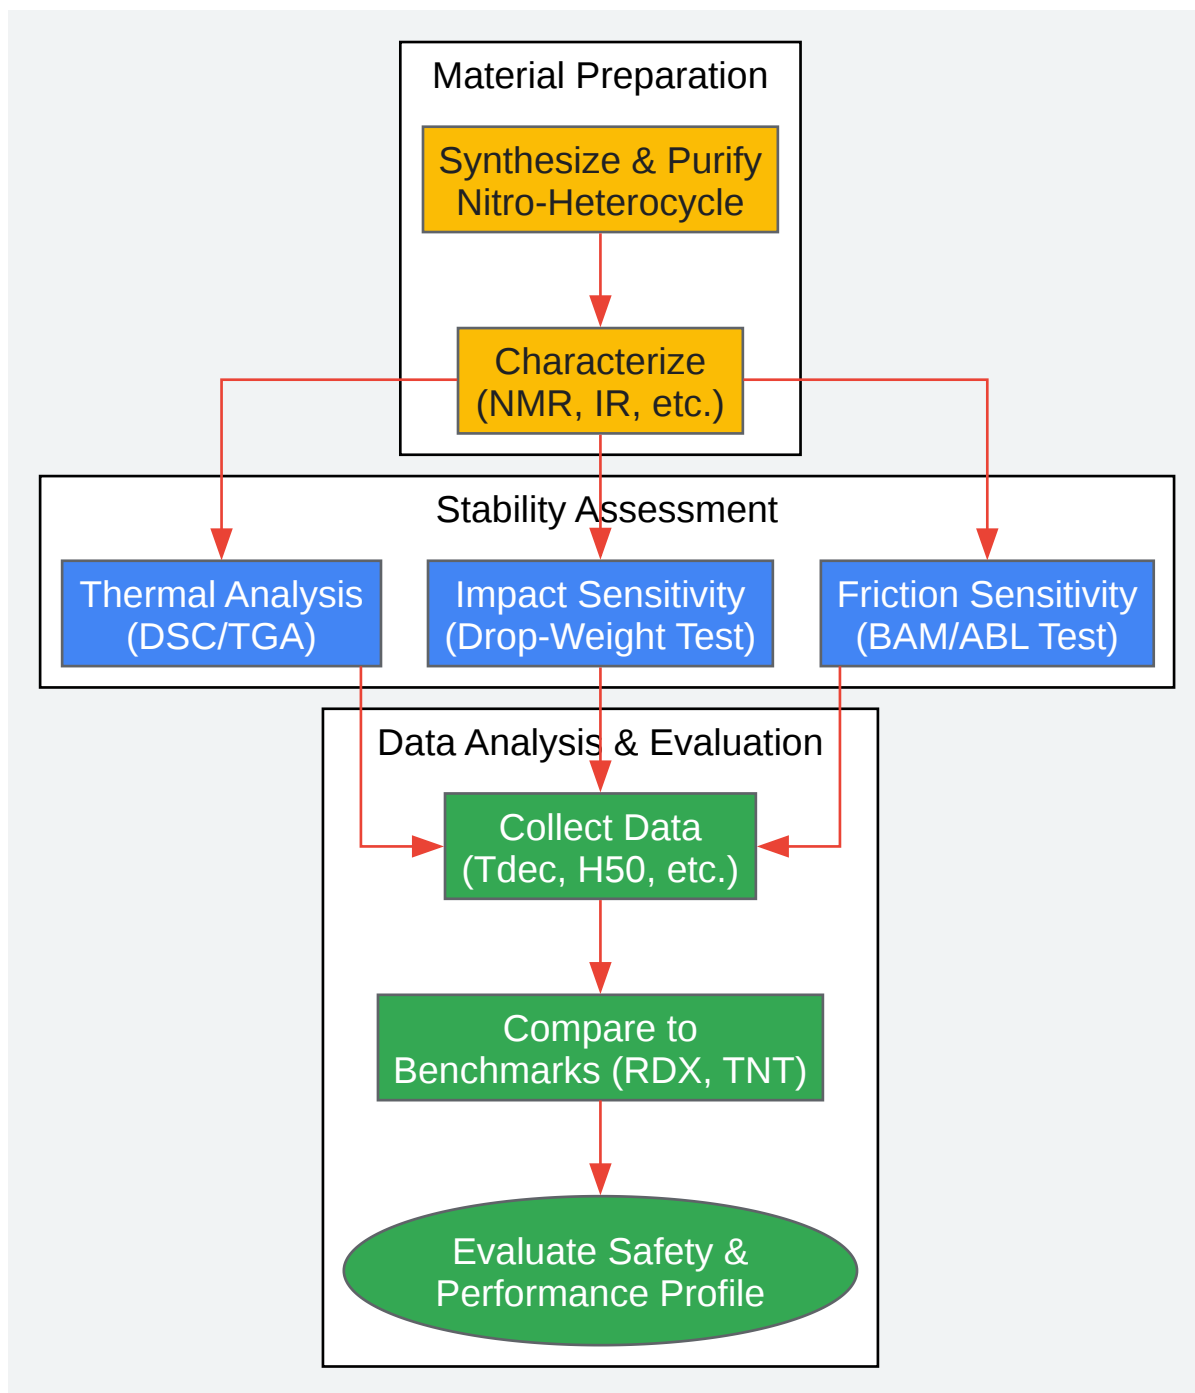 Material Preparation
Synthesize & Purify
Nitro-Heterocycle
Characterize
(NMR, IR, etc.)
Stability Assessment
Thermal Analysis
(DSC/TGA)
Impact Sensitivity
(Drop-Weight Test)
Friction Sensitivity
(BAM/ABL Test)
Data Analysis & Evaluation
Collect Data
(Tdec, H50, etc.)
Compare to
Benchmarks (RDX, TNT)
Evaluate Safety &
Performance Profile